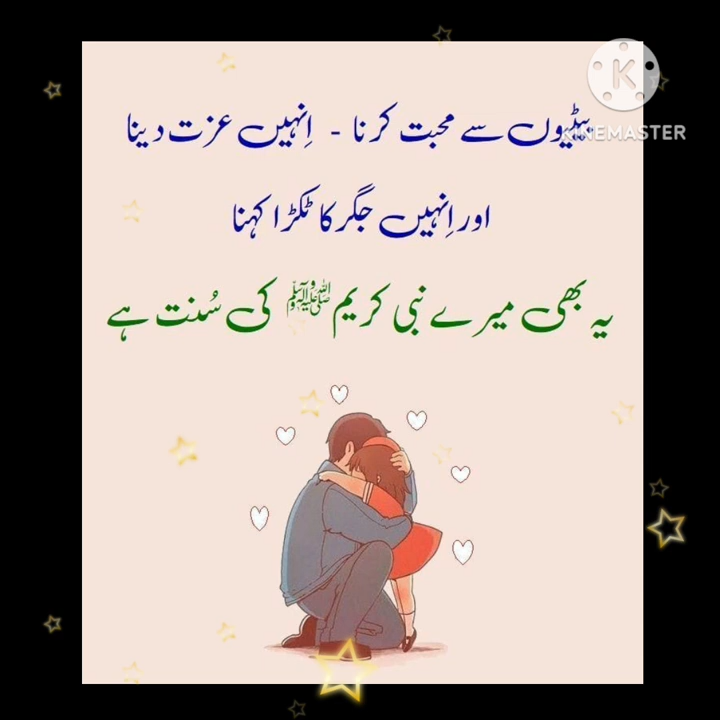 بیٹیوں سے محبت کرنا - اِنہیں عزت دینا
اور اِنہیں جگر کا ٹکڑا کہنا
یہ بھی میرے نبی کریم ﷺ کی سُنت ہے
K
KINEMASTER